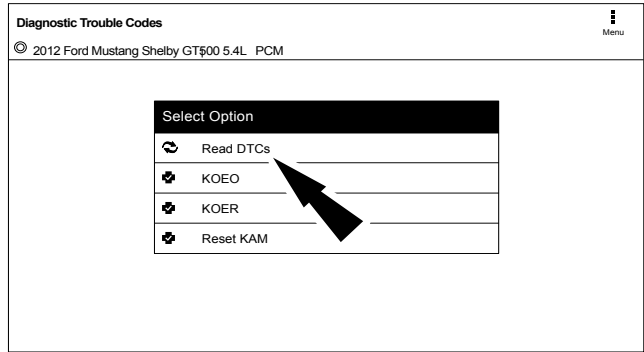 Diagnostic Trouble Codes
Menu
2012 Ford Mustang Shelby GT500 5.4L PCM
Select Option
Read DTCs
KOEO
KOER
Reset KAM